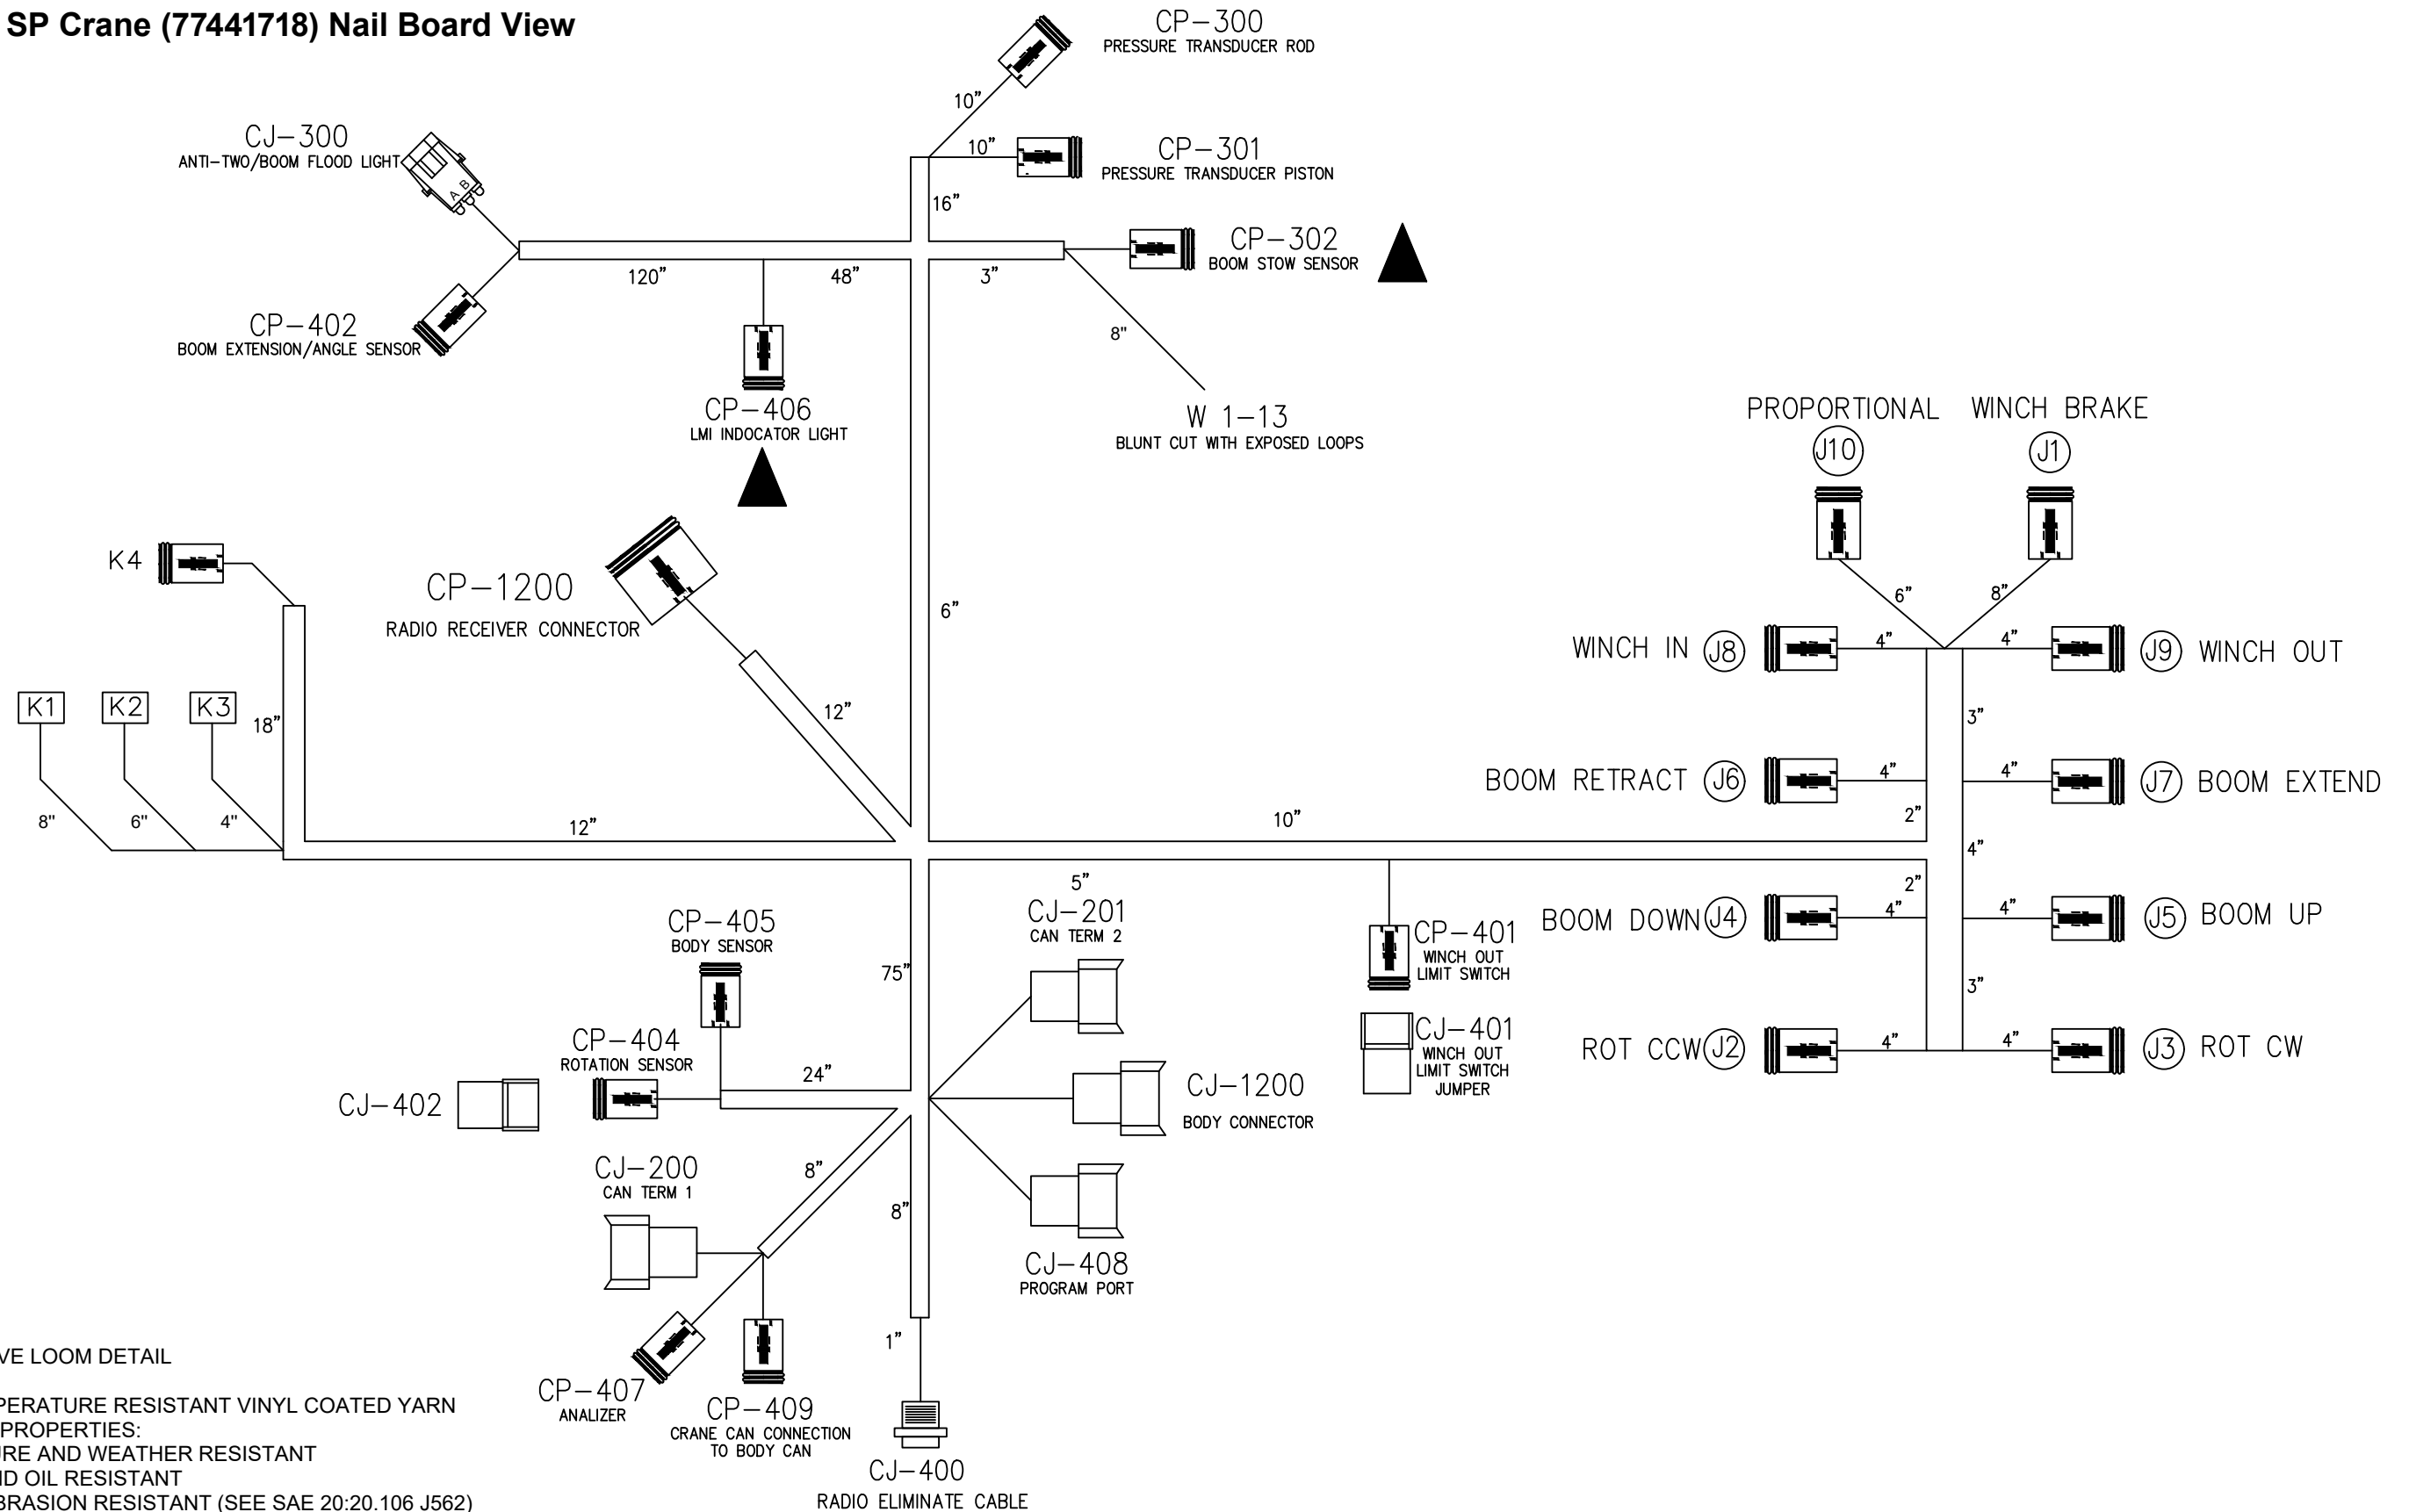 SP Crane (77441718) Nail Board View
CP-300
PRESSURE TRANSDUCER ROD
10"
CJ-300
ANTI-TWO/BOOM FLOOD LIGHT
A B
10"
CP-301
PRESSURE TRANSDUCER PISTON
16"
CP-302
BOOM STOW SENSOR
120"
48"
3"
CP-402
BOOM EXTENSION/ANGLE SENSOR
8"
CP-406
LMI INDOCATOR LIGHT
W 1-13
BLUNT CUT WITH EXPOSED LOOPS
PROPORTIONAL
WINCH BRAKE
J10
J1
K4
CP-1200
RADIO RECEIVER CONNECTOR
6"
6"
8"
WINCH IN
J8
4"
4"
J9
WINCH OUT
K1
K2
K3
18"
12"
3"
BOOM RETRACT
J6
4"
4"
J7
BOOM EXTEND
8"
6"
4"
12"
10"
2"
4"
5"
2"
CP-405
BODY SENSOR
CJ-201
CAN TERM 2
BOOM DOWN
J4
4"
4"
J5
BOOM UP
CP-401
WINCH OUT
LIMIT SWITCH
75"
3"
CP-404
ROTATION SENSOR
CJ-401
WINCH OUT
LIMIT SWITCH
JUMPER
ROT CCW
J2
4"
4"
J3
ROT CW
24"
CJ-402
CJ-1200
BODY CONNECTOR
CJ-200
CAN TERM 1
8"
8"
CJ-408
PROGRAM PORT
1"
CP-407
ANALIZER
CP-409
CRANE CAN CONNECTION
TO BODY CAN
CJ-400
RADIO ELIMINATE CABLE
VE LOOM DETAIL
PERATURE RESISTANT VINYL COATED YARN
PROPERTIES:
URE AND WEATHER RESISTANT
ND OIL RESISTANT
BRASION RESISTANT (SEE SAE 20:20.106 J562)